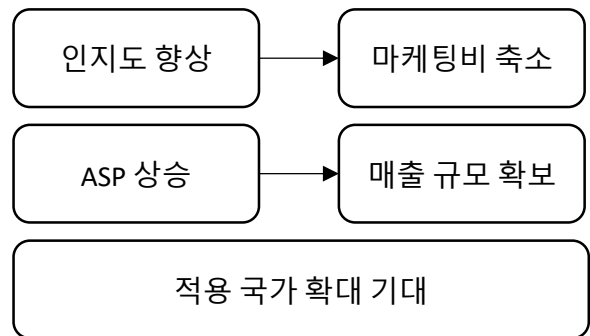 인지도 향상
마케팅비 축소
ASP 상승
매출 규모 확보
적용 국가 확대 기대